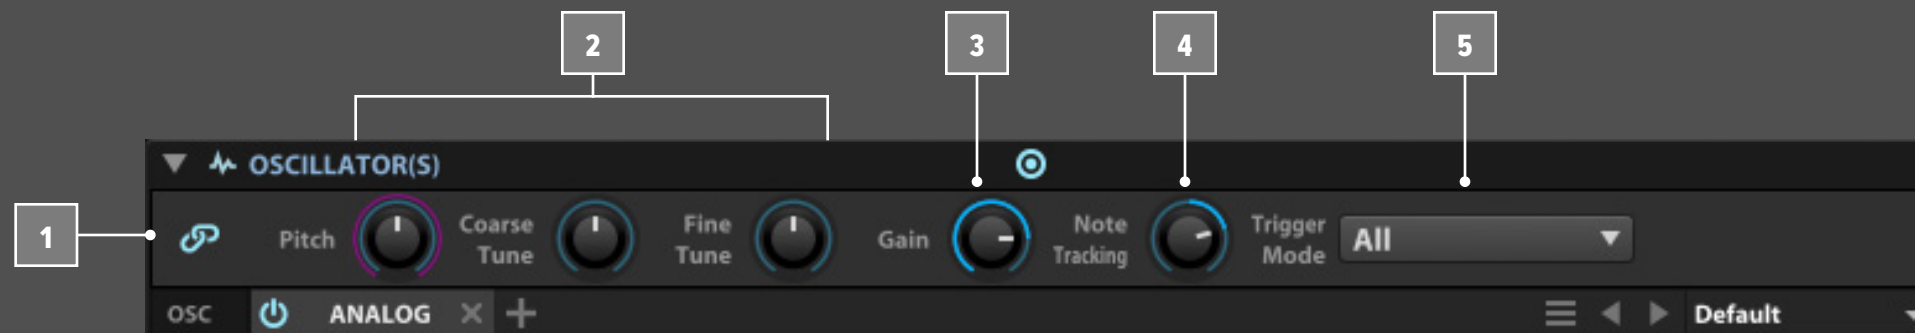 2
3
4
5
OSCILLATOR(S)
1
Pitch
Coarse
Tune
Fine
Tune
Gain
Note
Tracking
Trigger
Mode
All
OSC
ANALOG
Default